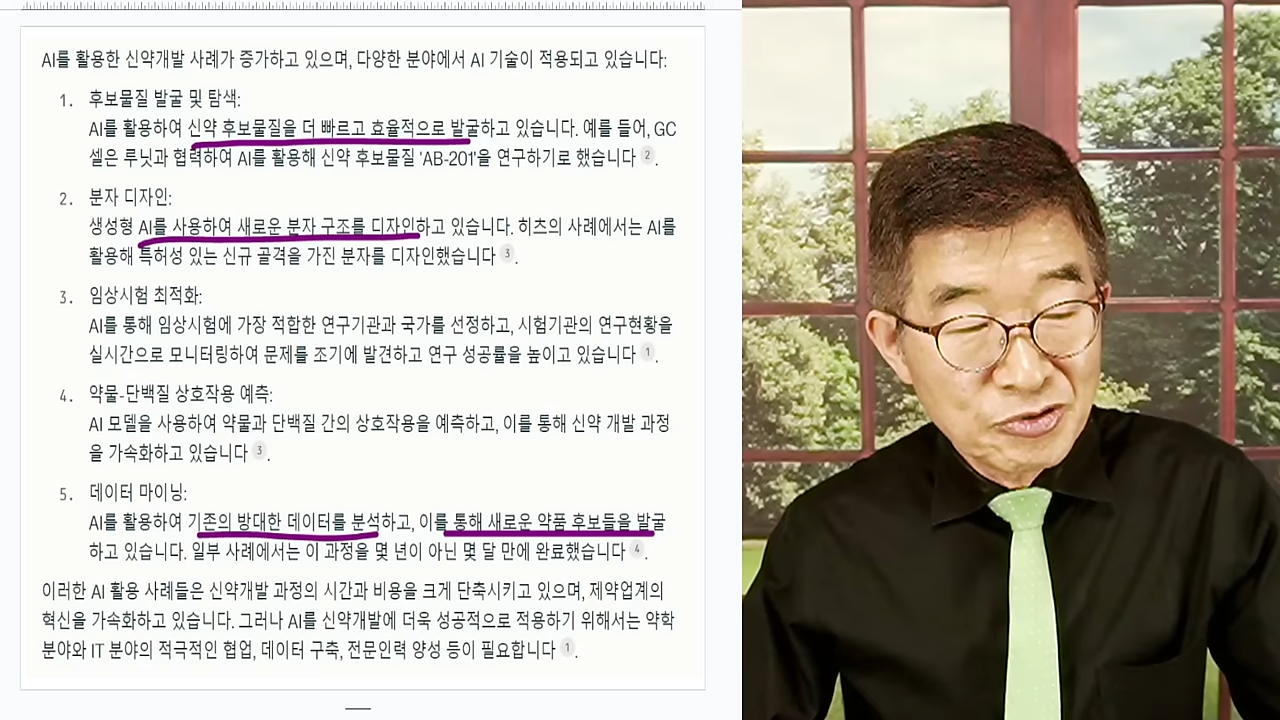 AI를 활용한 신약개발 사례가 증가하고 있으며, 다양한 분야에서 AI 기술이 적용되고 있습니다:
1. 후보물질 발굴 및 탐색:
AI를 활용하여 신약 후보물질을 더 빠르고 효율적으로 발굴하고 있습니다. 예를 들어, GC
셀은 루닛과 협력하여 AI를 활용해 신약 후보물질 'AB-201'을 연구하기로 했습니다 2.
2. 분자 디자인:
생성형 AI를 사용하여 새로운 분자 구조를 디자인하고 있습니다. 히츠의 사례에서는 AI를
활용해 특허성 있는 신규 골격을 가진 분자를 디자인했습니다 3.
3. 임상시험 최적화:
AI를 통해 임상시험에 가장 적합한 연구기관과 국가를 선정하고, 시험기관의 연구현황을
실시간으로 모니터링하여 문제를 조기에 발견하고 연구 성공률을 높이고 있습니다 1.
4. 약물-단백질 상호작용 예측:
AI 모델을 사용하여 약물과 단백질 간의 상호작용을 예측하고, 이를 통해 신약 개발 과정
을 가속화하고 있습니다 3.
5. 데이터 마이닝:
AI를 활용하여 기존의 방대한 데이터를 분석하고, 이를 통해 새로운 약품 후보들을 발굴
하고 있습니다. 일부 사례에서는 이 과정을 몇 년이 아닌 몇 달 만에 완료했습니다 4.
이러한 AI 활용 사례들은 신약개발 과정의 시간과 비용을 크게 단축시키고 있으며, 제약업계의
혁신을 가속화하고 있습니다. 그러나 AI를 신약개발에 더욱 성공적으로 적용하기 위해서는 약학
분야와 IT 분야의 적극적인 협업, 데이터 구축, 전문인력 양성 등이 필요합니다 1.